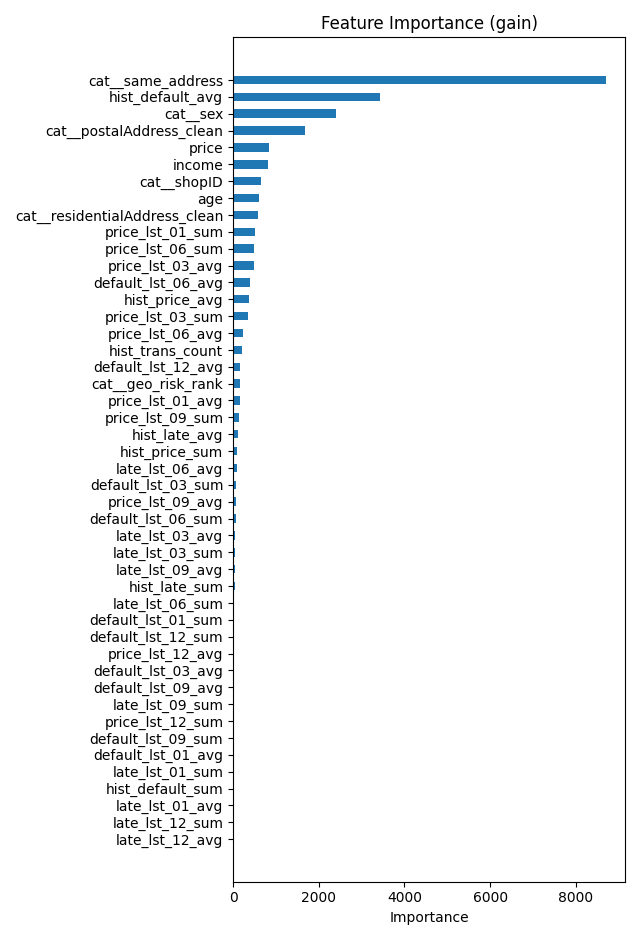 Feature Importance (gain)
cat__same_address
hist_default_avg
cat__sex
cat__postalAddress_clean
price
income
cat__shopID
age
cat__residentialAddress_clean
price_lst_01_sum
price_lst_06_sum
price_lst_03_avg
default_lst_06_avg
hist_price_avg
price_lst_03_sum
price_lst_06_avg
hist_trans_count
default_lst_12_avg
cat__geo_risk_rank
price_lst_01_avg
price_lst_09_sum
hist_late_avg
hist_price_sum
late_lst_06_avg
default_lst_03_sum
price_lst_09_avg
default_lst_06_sum
late_lst_03_avg
late_lst_03_sum
late_lst_09_avg
hist_late_sum
late_lst_06_sum
default_lst_01_sum
default_lst_12_sum
price_lst_12_avg
default_lst_03_avg
default_lst_09_avg
late_lst_09_sum
price_lst_12_sum
default_lst_09_sum
default_lst_01_avg
late_lst_01_sum
hist_default_sum
late_lst_01_avg
late_lst_12_sum
late_lst_12_avg
0 2000 4000 6000 8000
Importance